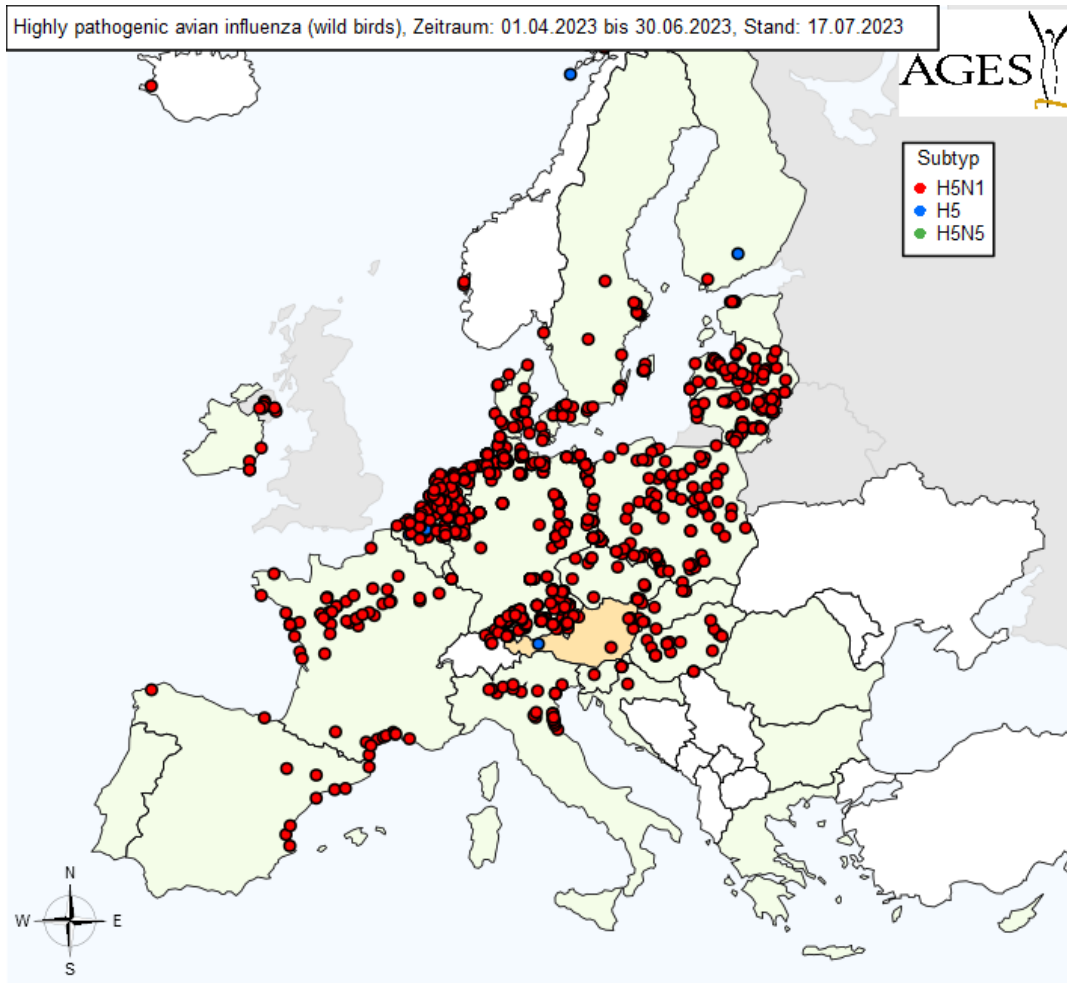 Highly pathogenic avian influenza (wild birds), Zeitraum: 01.04.2023 bis 30.06.2023, Stand: 17.07.2023
AGES
Subtyp
H5N1
H5
H5N5
N
W E
S